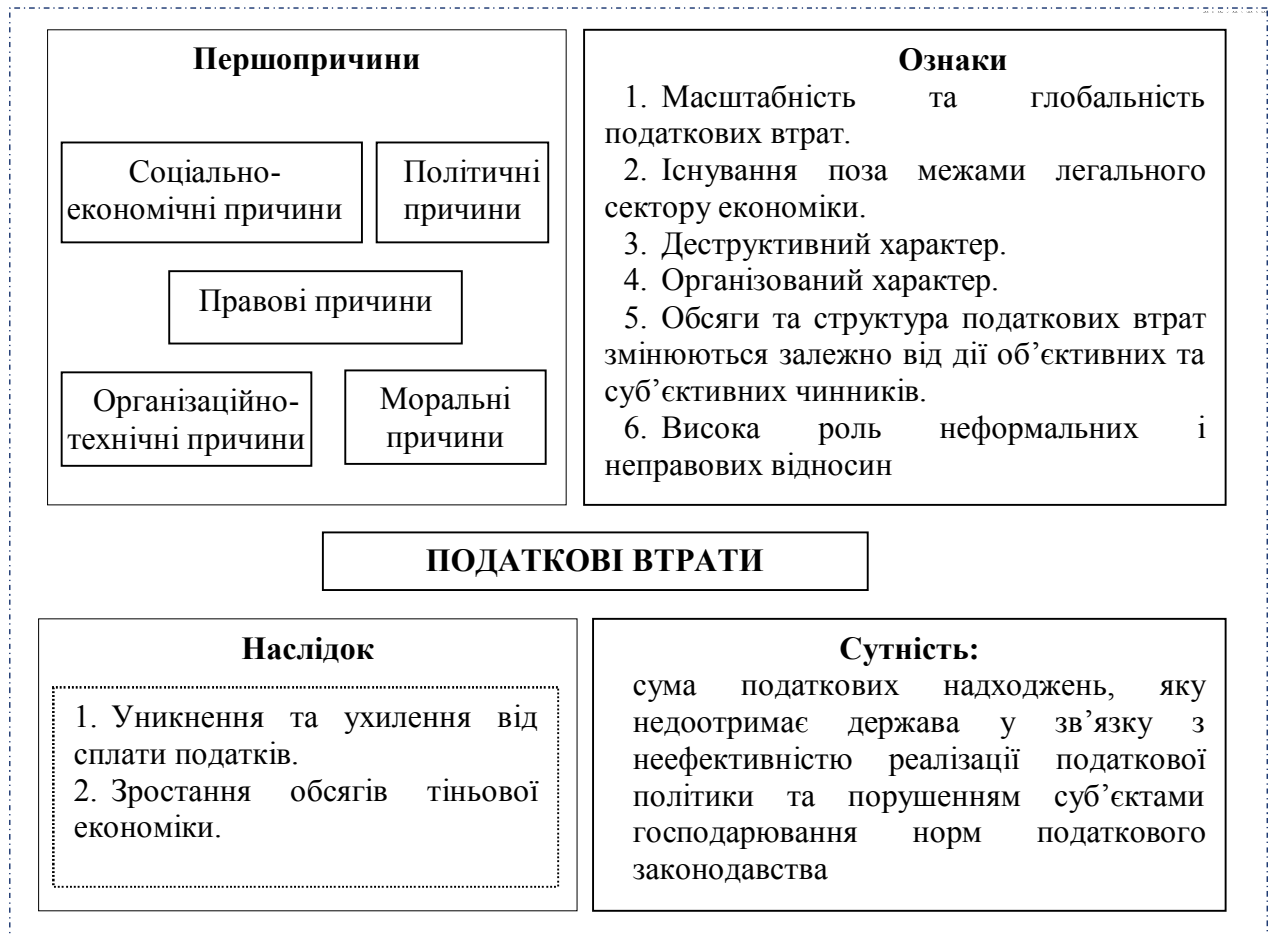 Першопричини
Соціально-
економічні причини
Політичні
причини
Правові причини
Організаційно-
технічні причини
Моральні
причини
Ознаки
1. Масштабність та глобальність
податкових втрат.
2. Існування поза межами легального
сектору економіки.
3. Деструктивний характер.
4. Організований характер.
5. Обсяги та структура податкових втрат
змінюються залежно від дії об’єктивних та
суб’єктивних чинників.
6. Висока роль неформальних і
неправових відносин
ПОДАТКОВІ ВТРАТИ
Наслідок
1. Уникнення та ухилення від
сплати податків.
2. Зростання обсягів тіньової
економіки.
Сутність:
сума податкових надходжень, яку
недоотримає держава у зв’язку з
неефективністю реалізації податкової
політики та порушенням суб’єктами
господарювання норм податкового
законодавства